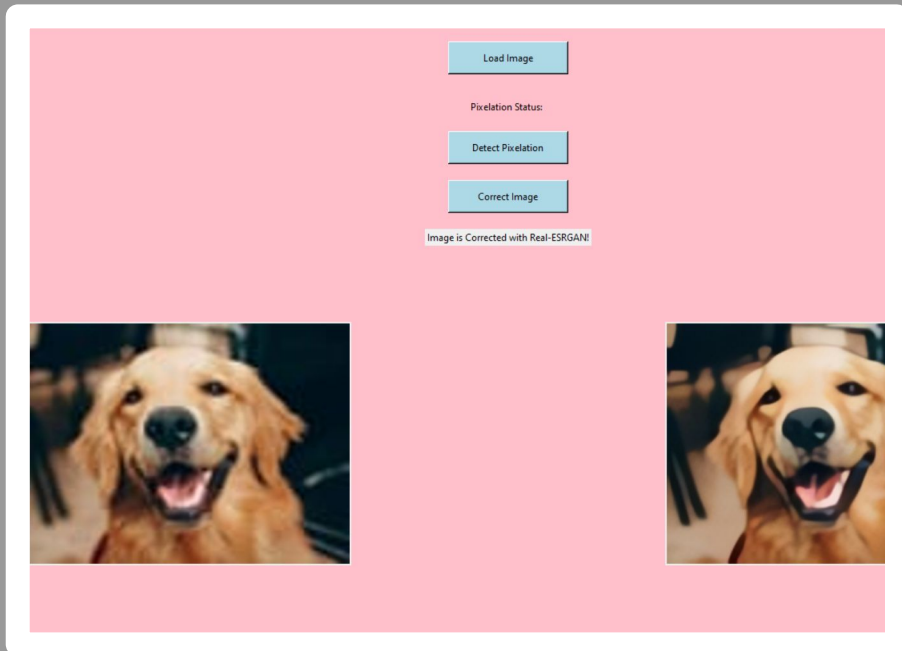 Load Image
Pixelation Status:
Detect Pixelation
Correct Image
Image is Corrected with Real-ESRGAN!